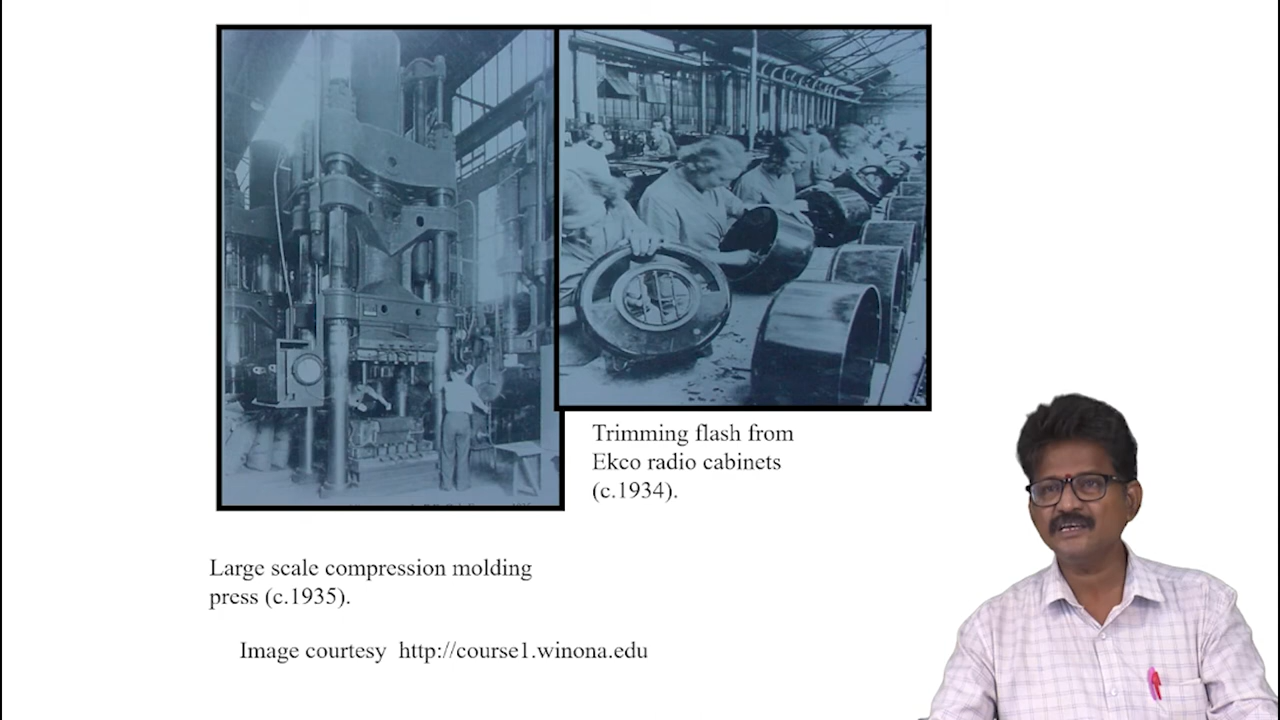 Trimming flash from
Ekco radio cabinets
(c.1934).
Large scale compression molding
press (c.1935).
Image courtesy http://course1.winona.edu